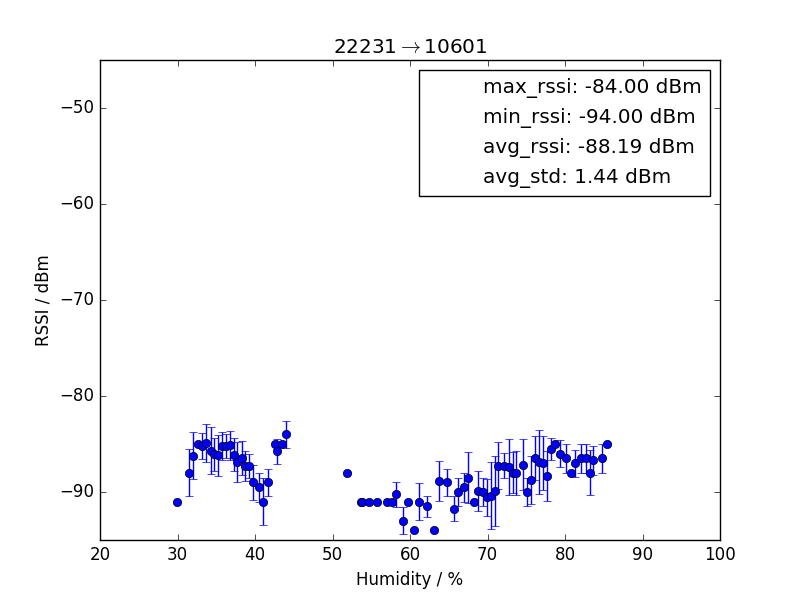 22231→10601
max_rssi: -84.00 dBm
min_rssi: -94.00 dBm
avg_rssi: -88.19 dBm
avg_std: 1.44 dBm
−50
−60
−70
−80
−90
RSSI / dBm
20 30 40 50 60 70 80 90 100
Humidity / %